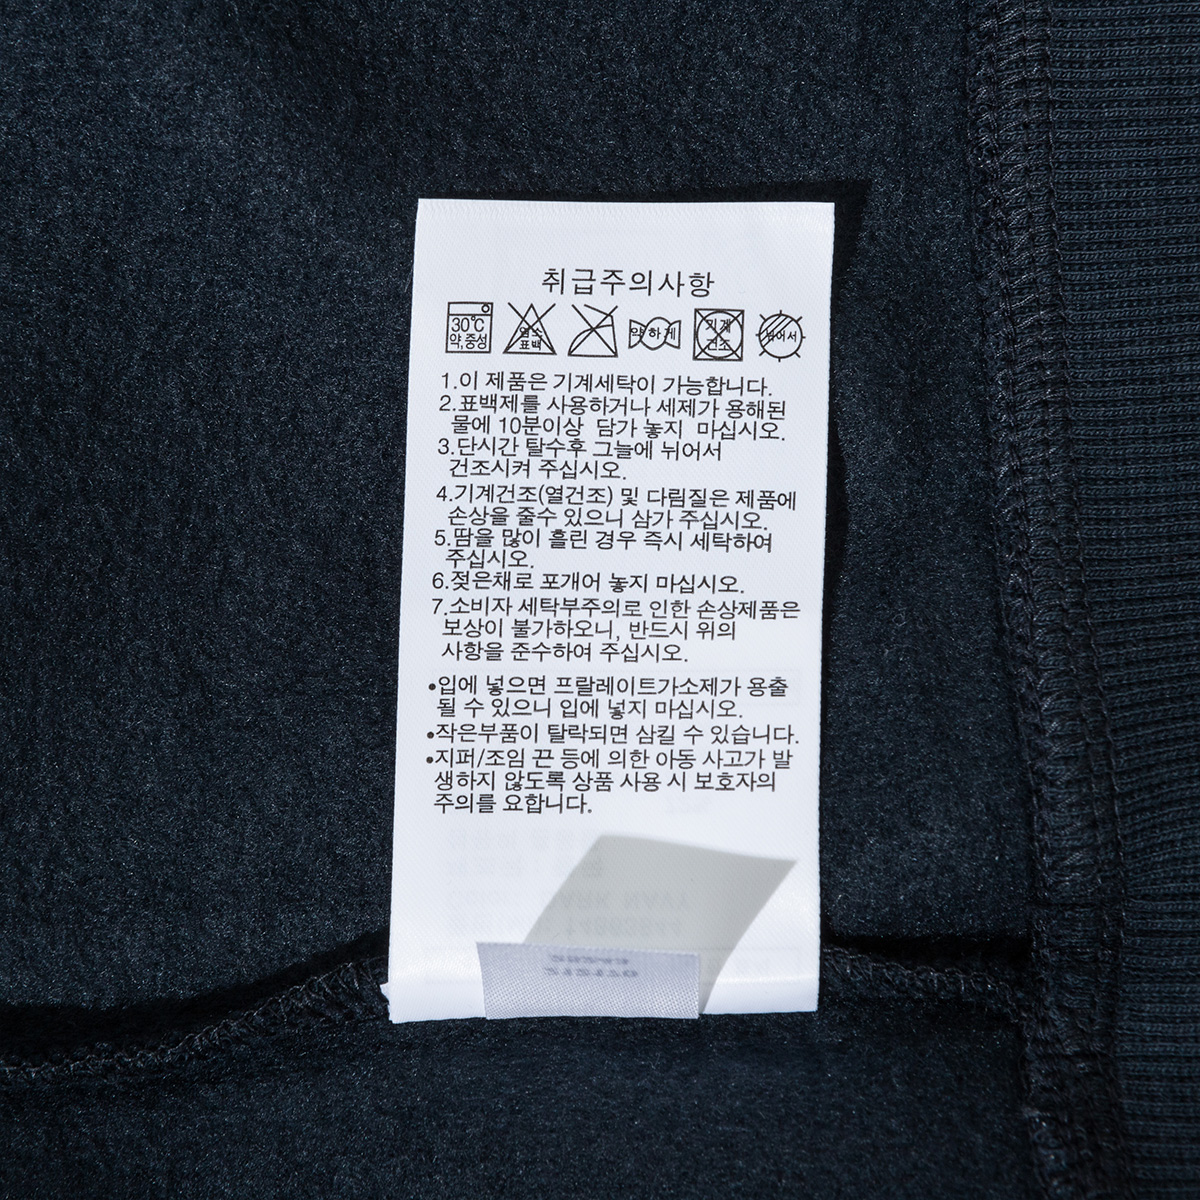 취급주의사항
30℃ 약,중성 염소 표백 약하게 기계 건조 뉘어서
1.이 제품은 기계세탁이 가능합니다.
2.표백제를 사용하거나 세제가 용해된
물에 10분이상 담가 놓지 마십시오.
3.단시간 탈수후 그늘에 뉘어서
건조시켜 주십시오.
4.기계건조(열건조) 및 다림질은 제품에
손상을 줄수 있으니 삼가 주십시오.
5.땀을 많이 흘린 경우 즉시 세탁하여
주십시오.
6.젖은채로 포개어 놓지 마십시오.
7.소비자 세탁부주의로 인한 손상제품은
보상이 불가하오니, 반드시 위의
사항을 준수하여 주십시오.
•입에 넣으면 프탈레이트가소제가 용출
될 수 있으니 입에 넣지 마십시오.
•작은부품이 탈락되면 삼킬 수 있습니다.
•지퍼/조임 끈 등에 의한 아동 사고가 발
생하지 않도록 상품 사용 시 보호자의
주의를 요합니다.